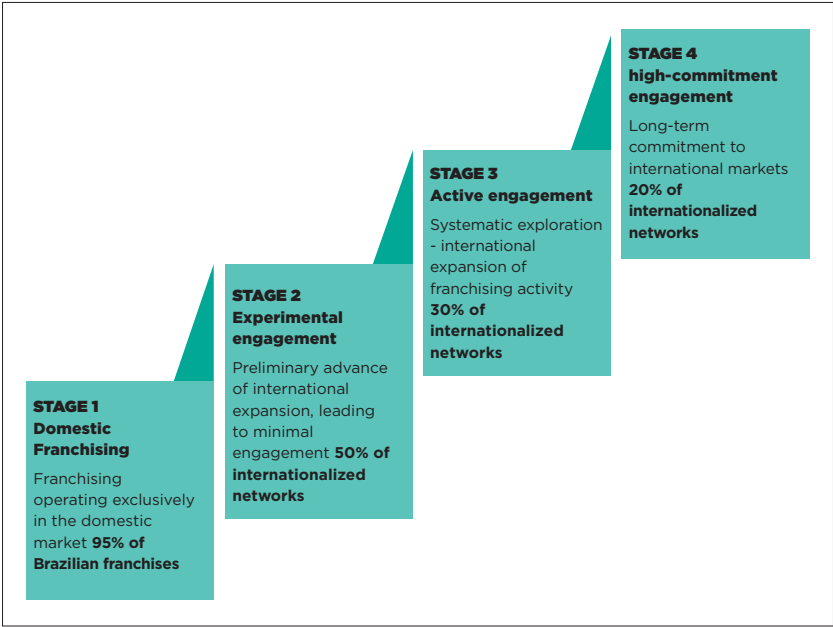 STAGE 1
Domestic
Franchising
Franchising
operating exclusively
in the domestic
market 95% of
Brazilian franchises
STAGE 2
Experimental
engagement
Preliminary advance
of international
expansion, leading
to minimal
engagement 50% of
internationalized
networks
STAGE 3
Active engagement
Systematic exploration
- international
expansion of
franchising activity
30% of
internationalized
networks
STAGE 4
high-commitment
engagement
Long-term
commitment to
international markets
20% of
internationalized
networks